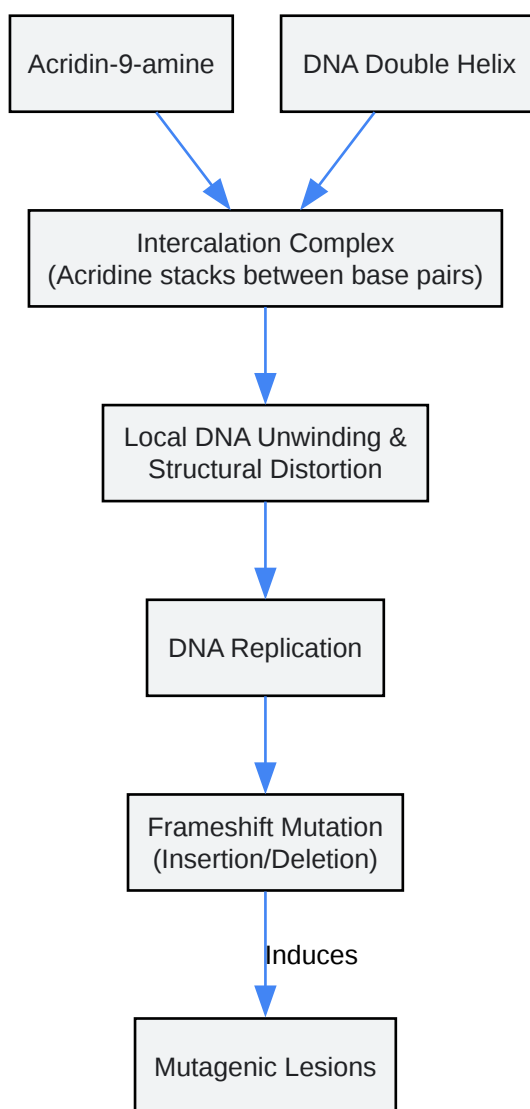 Acridin-9-amine
DNA Double Helix
Intercalation Complex
(Acridine stacks between base pairs)
Local DNA Unwinding &
Structural Distortion
DNA Replication
Frameshift Mutation
(Insertion/Deletion)
Induces
Mutagenic Lesions